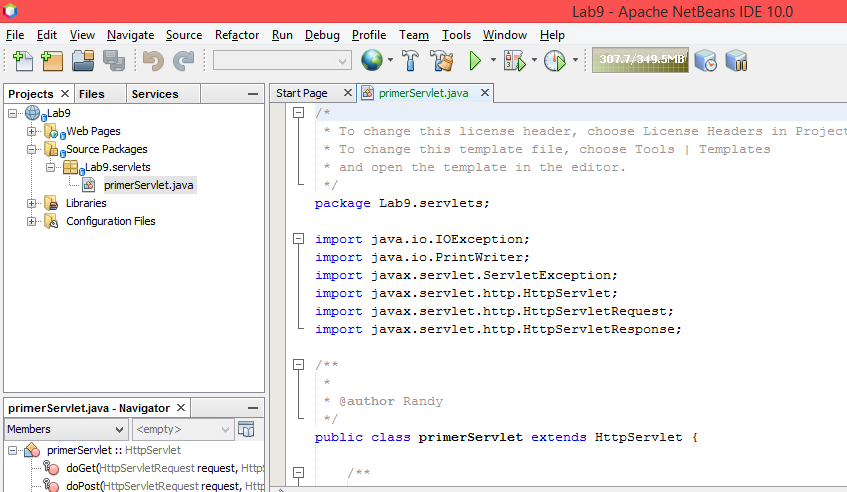 Lab9 - Apache NetBeans IDE 10.0
File Edit View Navigate Source Refactor Run Debug Profile Team Tools Window Help
307.7/349.5MB
Projects Files Services
Lab9
Web Pages
Source Packages
Lab9.servlets
primerServlet.java
Libraries
Configuration Files
primerServlet.java - Navigator
Members <empty>
primerServlet :: HttpServlet
doGet(HttpServletRequest request, HttpS
doPost(HttpServletRequest request, Http
Start Page primerServlet.java
/*
* To change this license header, choose License Headers in Project
* To change this template file, choose Tools | Templates
* and open the template in the editor.
*/
package Lab9.servlets;
import java.io.IOException;
import java.io.PrintWriter;
import javax.servlet.ServletException;
import javax.servlet.http.HttpServlet;
import javax.servlet.http.HttpServletRequest;
import javax.servlet.http.HttpServletResponse;
/**
*
* @author Randy
*/
public class primerServlet extends HttpServlet {
/**